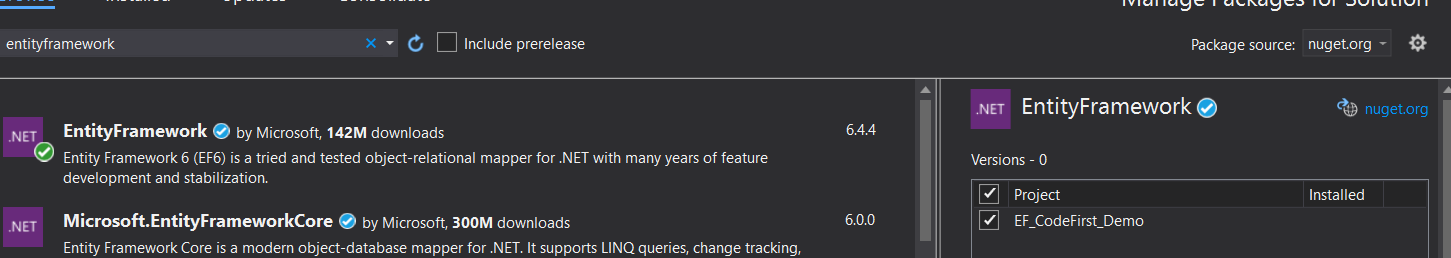 Browse Installed Updates Consolidate Manage Packages for Solution
entityframework Include prerelease Package source: nuget.org
.NET EntityFramework by Microsoft, 142M downloads 6.4.4
Entity Framework 6 (EF6) is a tried and tested object-relational mapper for .NET with many years of feature
development and stabilization.
.NET Microsoft.EntityFrameworkCore by Microsoft, 300M downloads 6.0.0
Entity Framework Core is a modern object-database mapper for .NET. It supports LINQ queries, change tracking,
.NET EntityFramework nuget.org
Versions - 0
Project Installed
EF_CodeFirst_Demo